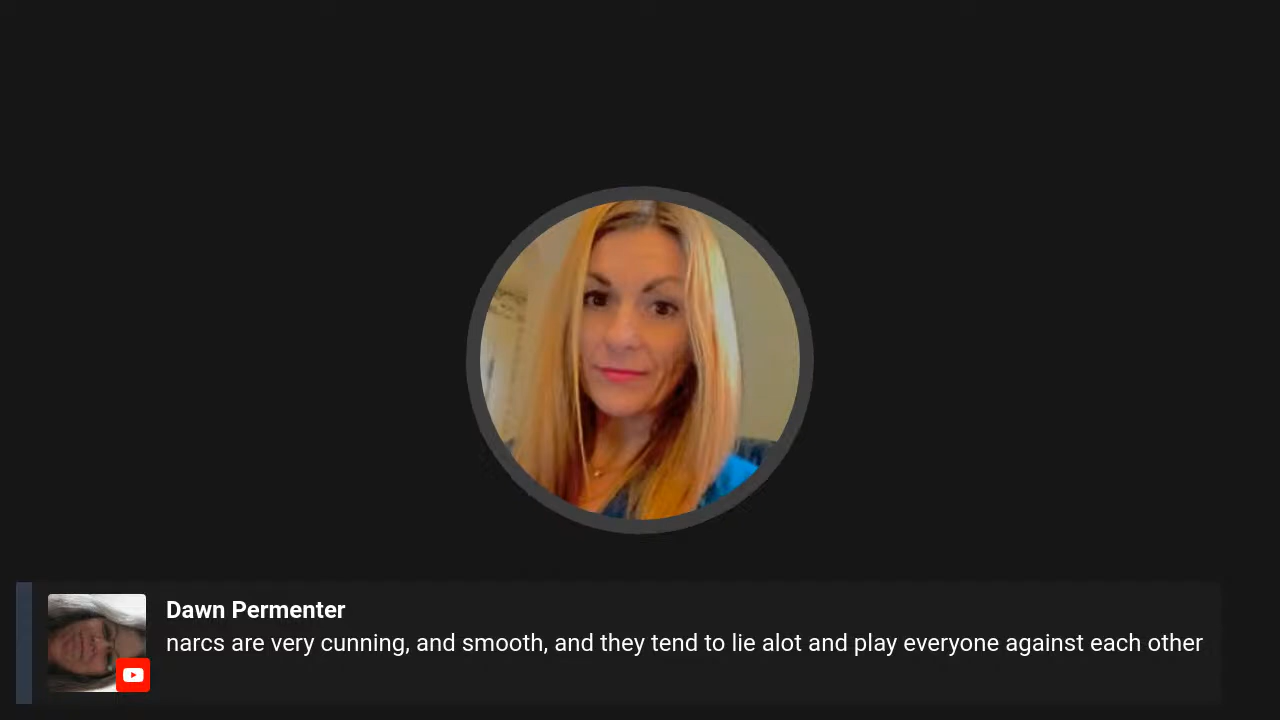 Dawn Permenter
narcs are very cunning, and smooth, and they tend to lie alot and play everyone against each other